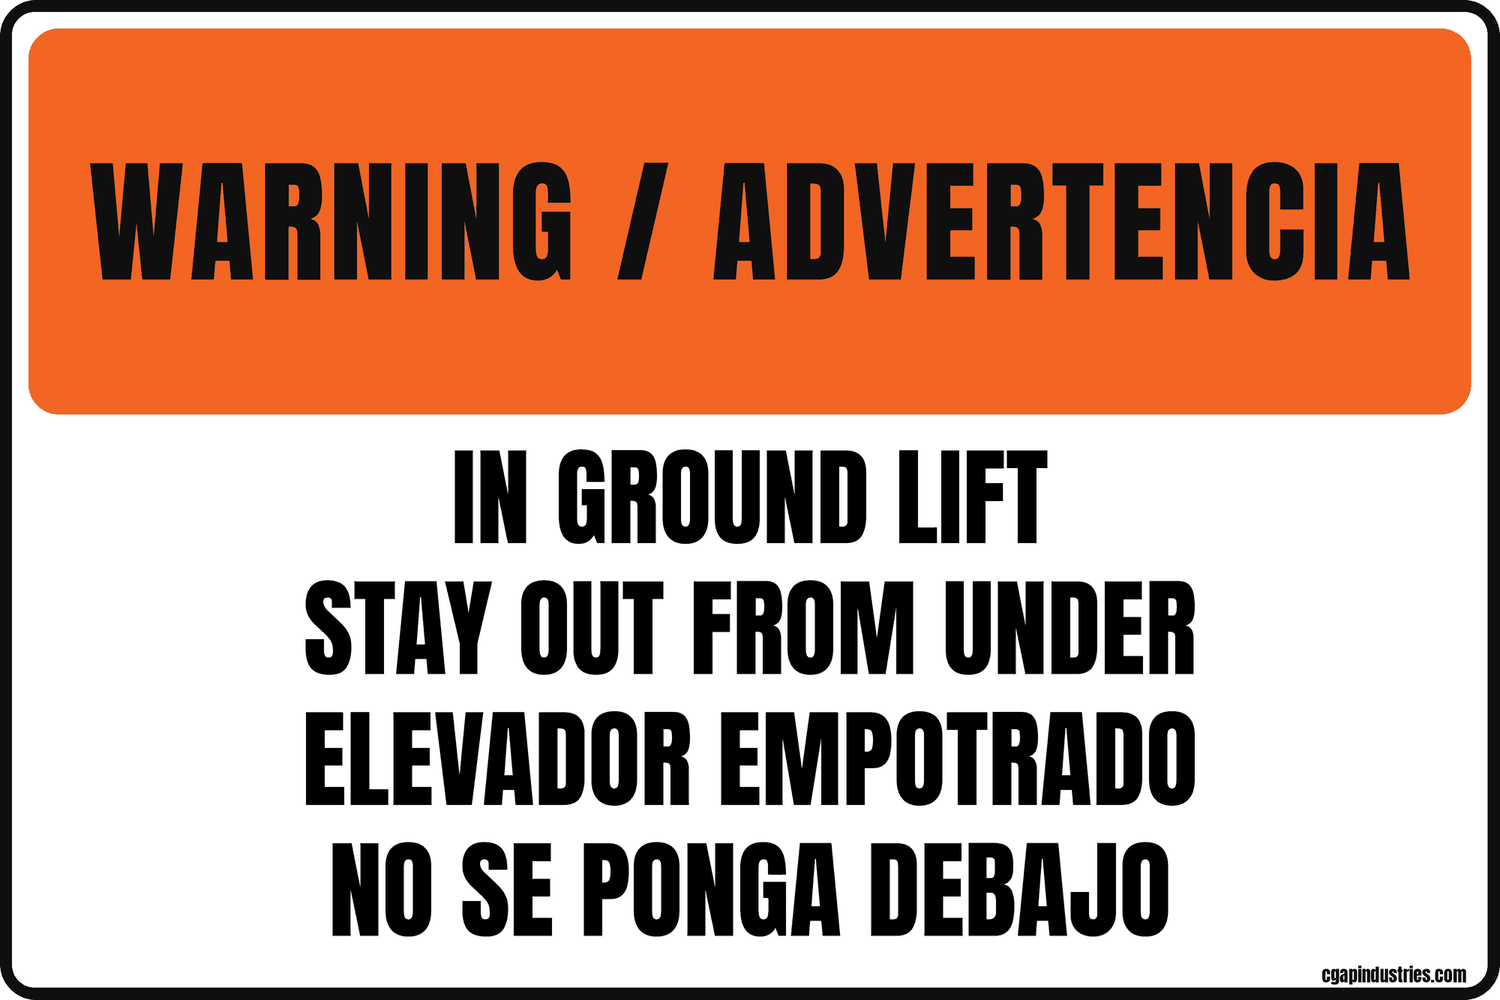 WARNING / ADVERTENCIA
IN GROUND LIFT
STAY OUT FROM UNDER
ELEVADOR EMPOTRADO
NO SE PONGA DEBAJO
cgapindustries.com